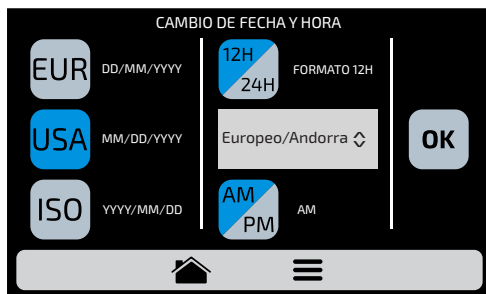 CAMBIO DE FECHA Y HORA
EUR DD/MM/YYYY
USA MM/DD/YYYY
ISO YYYY/MM/DD
12H
24H
FORMATO 12H
Europeo/Andorra
AM
PM
AM
OK